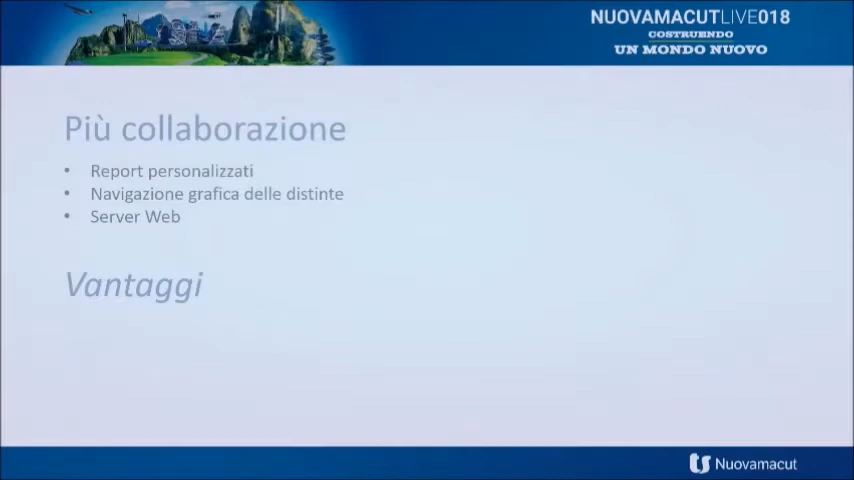 NUOVAMACUTLIVE018
COSTRUENDO
UN MONDO NUOVO
Più collaborazione
• Report personalizzati
• Navigazione grafica delle distinte
• Server Web
Vantaggi
Nuovamacut